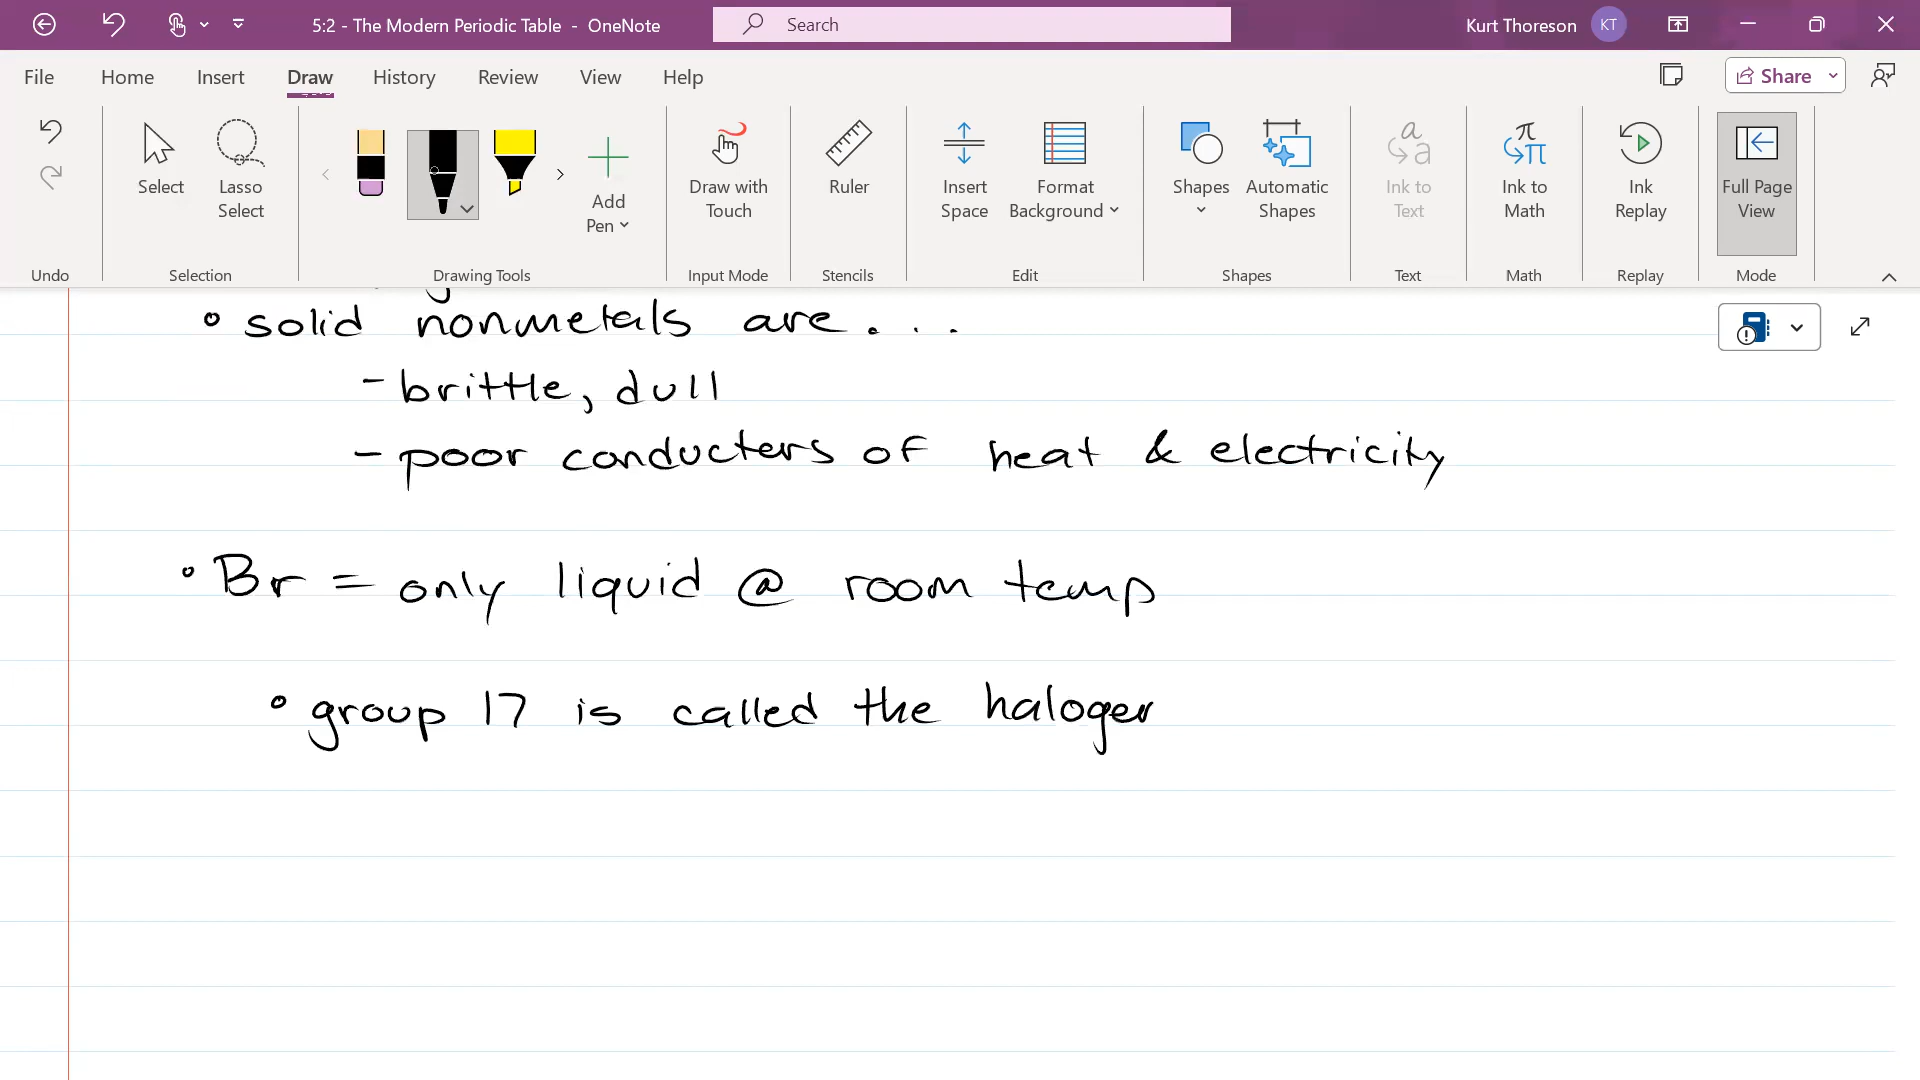 5:2 - The Modern Periodic Table - OneNote
Search
Kurt Thoreson KT
File Home Insert Draw History Review View Help
Share
Select
Lasso Select
Add Pen
Draw with Touch
Ruler
Insert Space
Format Background
Shapes
Automatic Shapes
a
a
Ink to Text
π
π
Ink to Math
Ink Replay
Full Page View
Undo Selection Drawing Tools Input Mode Stencils Edit Shapes Text Math Replay Mode
• solid nonmetals are...
- brittle, dull
- poor conducters of heat & electricity
• Br = only liquid @ room temp
• group 17 is called the haloger